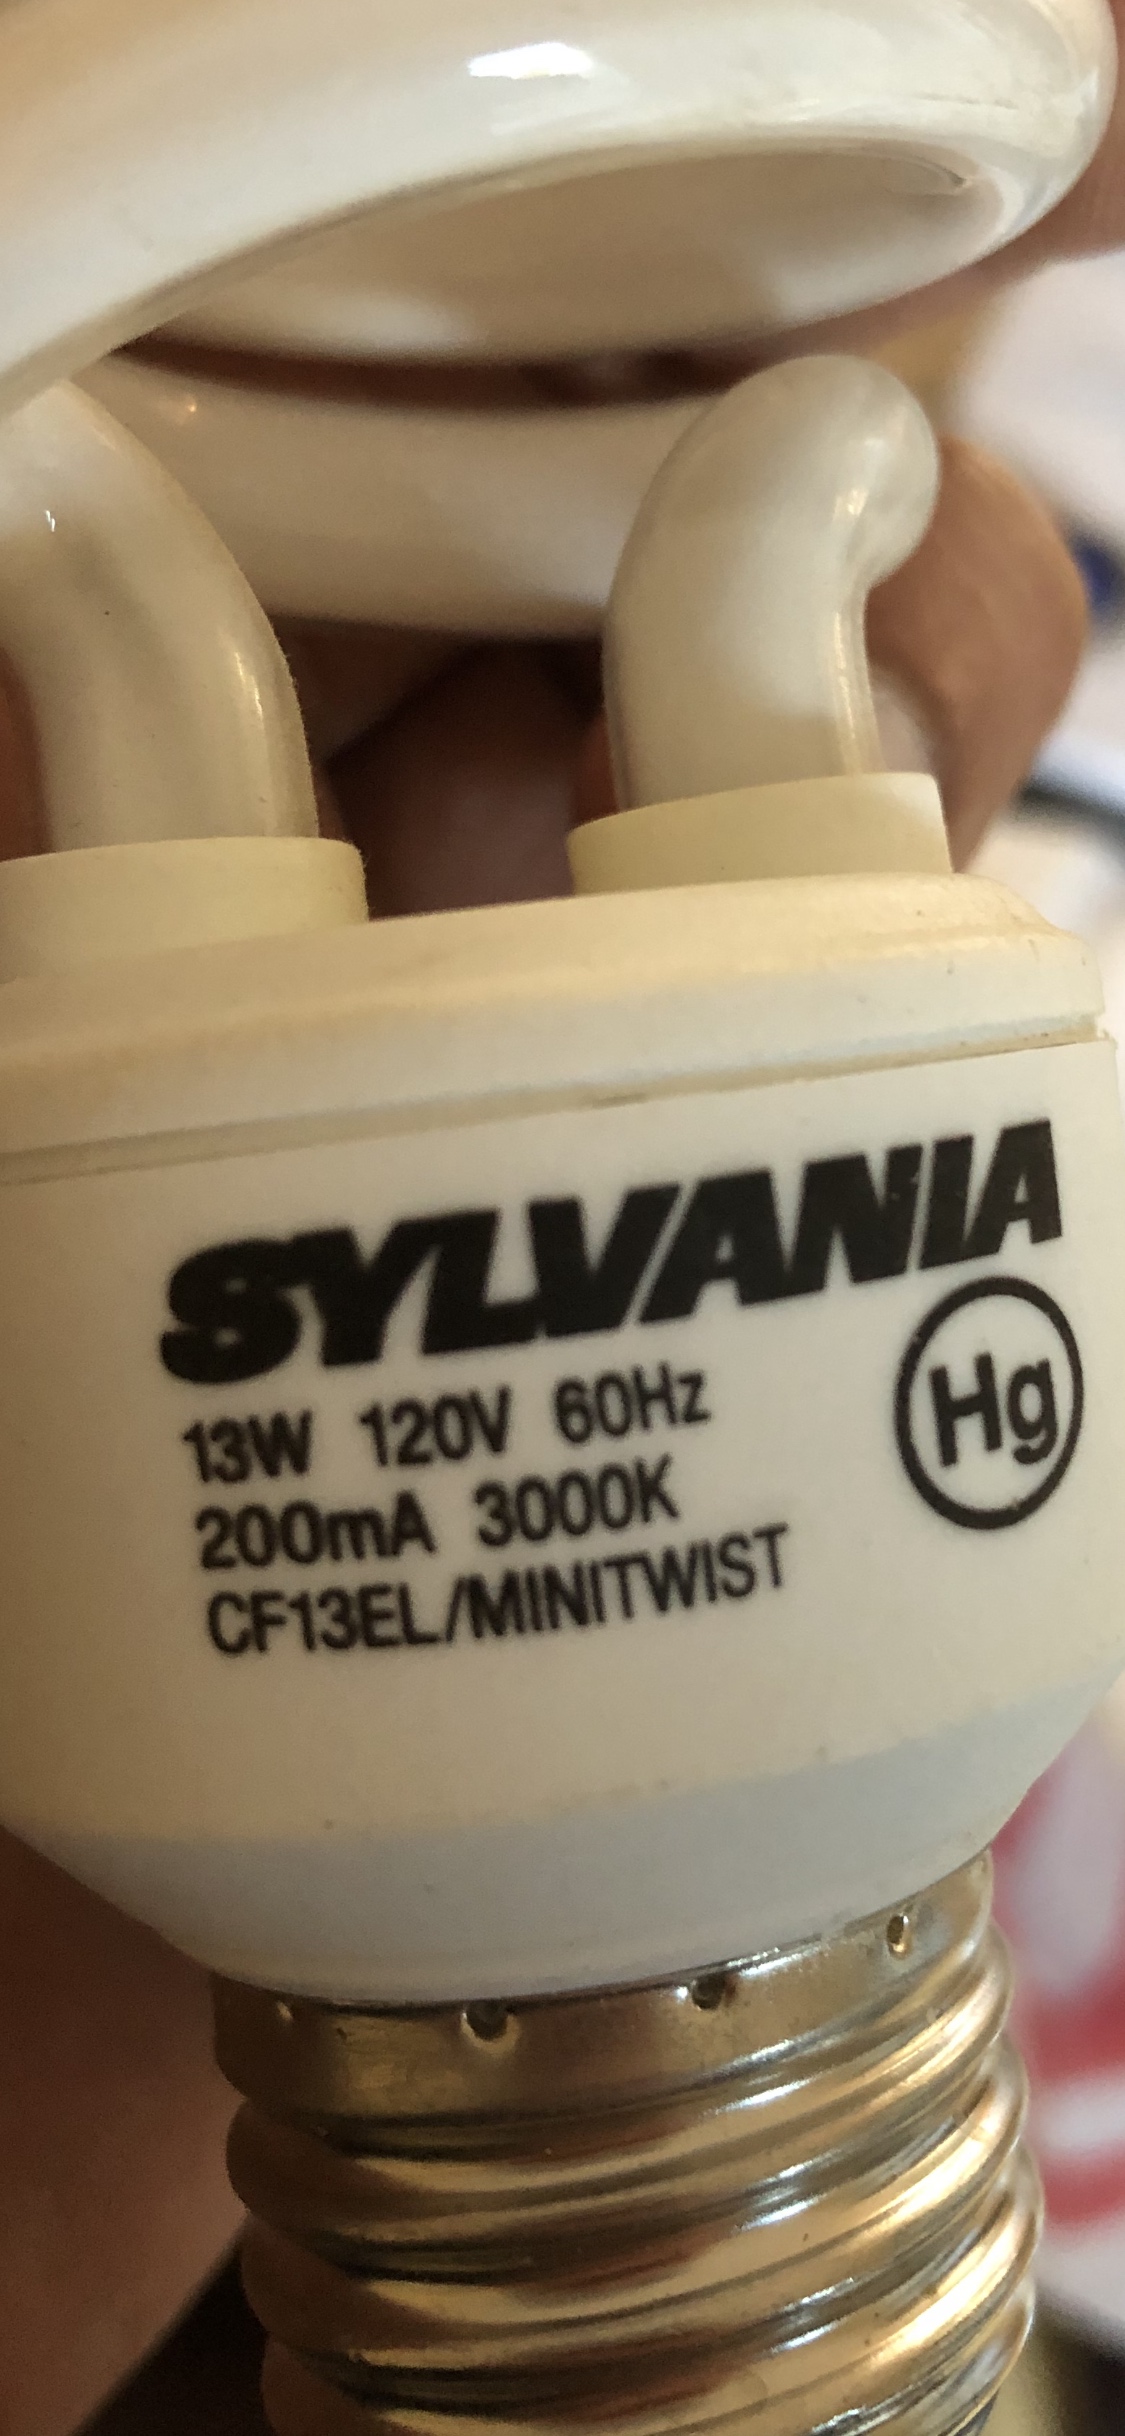 SYLVANIA
13W 120V 60Hz
200mA 3000K
CF13EL/MINITWIST
Hg